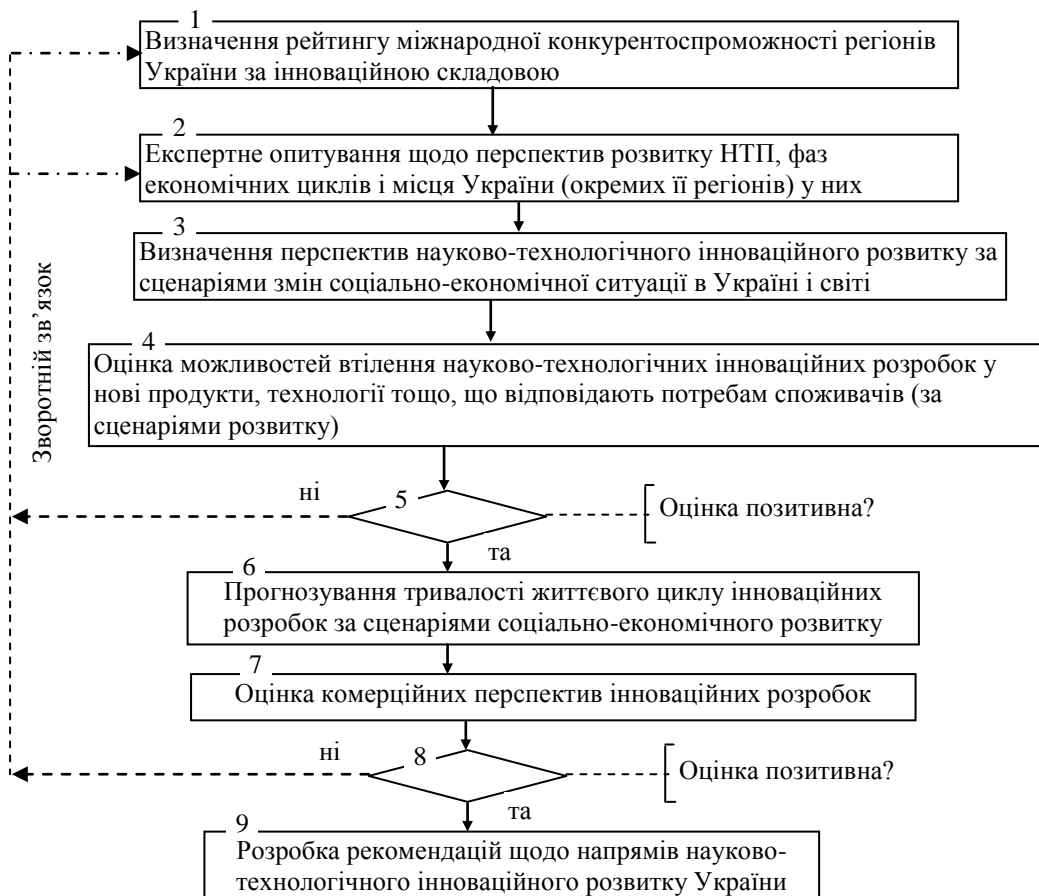 1
Визначення рейтингу міжнародної конкурентоспроможності регіонів
України за інноваційною складовою
2
Експертне опитування щодо перспектив розвитку НТП, фаз
економічних циклів і місця України (окремих її регіонів) у них
3
Визначення перспектив науково-технологічного інноваційного розвитку за
сценаріями змін соціально-економічної ситуації в Україні і світі
Зворотній зв’язок
4
Оцінка можливостей втілення науково-технологічних інноваційних розробок у
нові продукти, технології тощо, що відповідають потребам споживачів (за
сценаріями розвитку)
ні
5
Оцінка позитивна?
та
6
Прогнозування тривалості життєвого циклу інноваційних
розробок за сценаріями соціально-економічного розвитку
7
Оцінка комерційних перспектив інноваційних розробок
ні
8
Оцінка позитивна?
та
9
Розробка рекомендацій щодо напрямів науково-
технологічного інноваційного розвитку України